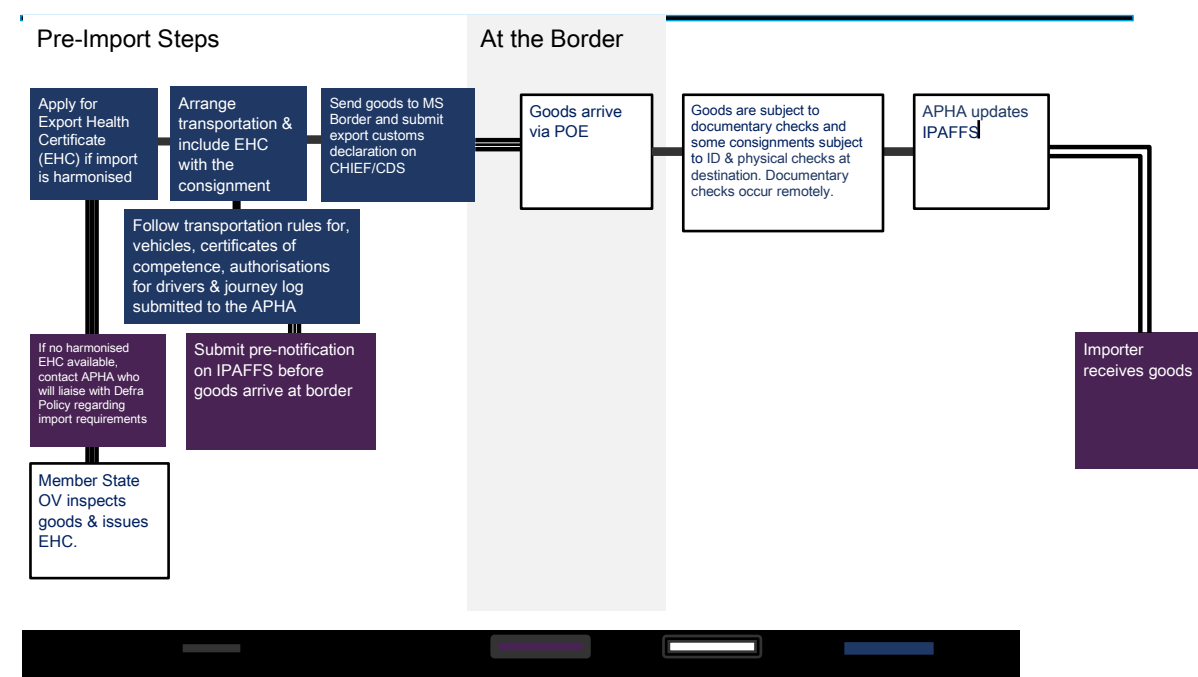 Pre-Import Steps
At the Border
Apply for
Export Health
Certificate
(EHC) if import
is harmonised
Arrange
transportation &
include EHC
with the
consignment
Send goods to MS
Border and submit
export customs
declaration on
CHIEF/CDS
Goods arrive
via POE
Goods are subject to
documentary checks and
some consignments subject
to ID & physical checks at
destination. Documentary
checks occur remotely.
APHA updates
IPAFFS
Follow transportation rules for,
vehicles, certificates of
competence, authorisations
for drivers & journey log
submitted to the APHA
If no harmonised
EHC available,
contact APHA who
will liaise with Defra
Policy regarding
import requirements
Submit pre-notification
on IPAFFS before
goods arrive at border
Importer
receives goods
Member State
OV inspects
goods & issues
EHC.